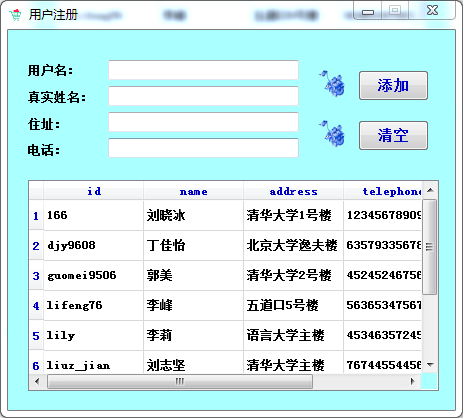 用户注册
用户名：
真实姓名：
添加
住址：
清空
电话：
id name address telephone
1 166 刘晓冰 清华大学1号楼 12345678909
2 djy9608 丁佳怡 北京大学逸夫楼 63579335678
3 guomei9506 郭美 清华大学2号楼 45245246756
4 lifeng76 李峰 五道口5号楼 56365347567
5 lily 李莉 语言大学主楼 45346357245
6 liuz_jian 刘志坚 清华大学主楼 76744554456